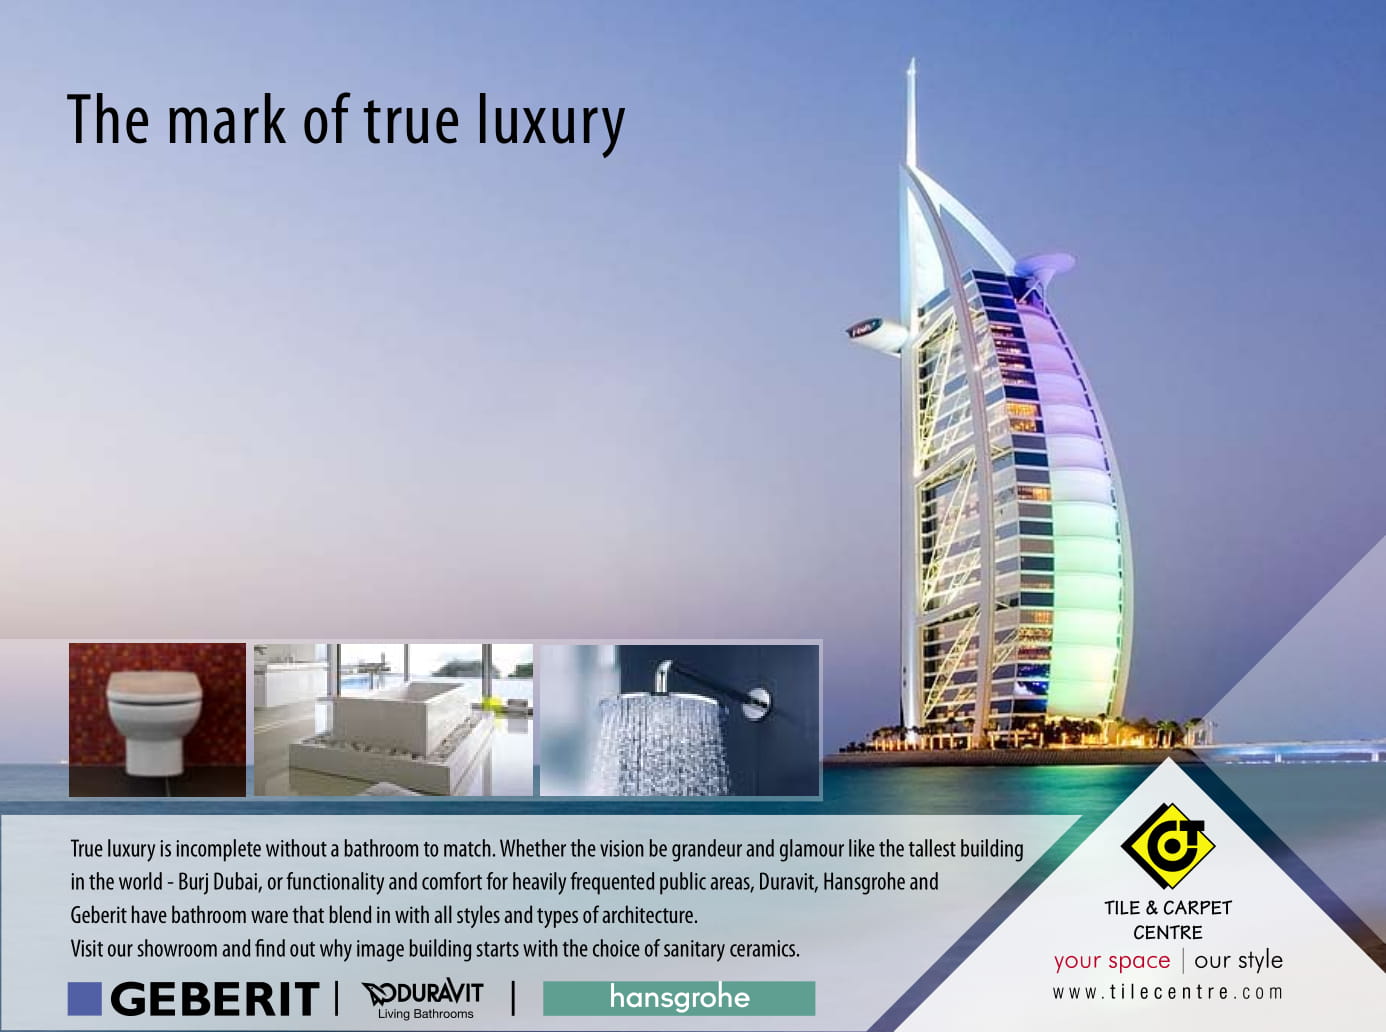 The mark of true luxury
True luxury is incomplete without a bathroom to match. Whether the vision be grandeur and glamour like the tallest building
in the world - Burj Dubai, or functionality and comfort for heavily frequented public areas, Duravit, Hansgrohe and
Geberit have bathroom ware that blend in with all styles and types of architecture.
Visit our showroom and find out why image building starts with the choice of sanitary ceramics.
GEBERIT | DURAVIT | hansgrohe
Living Bathrooms
TILE & CARPET
CENTRE
your space | our style
www.tilecentre.com